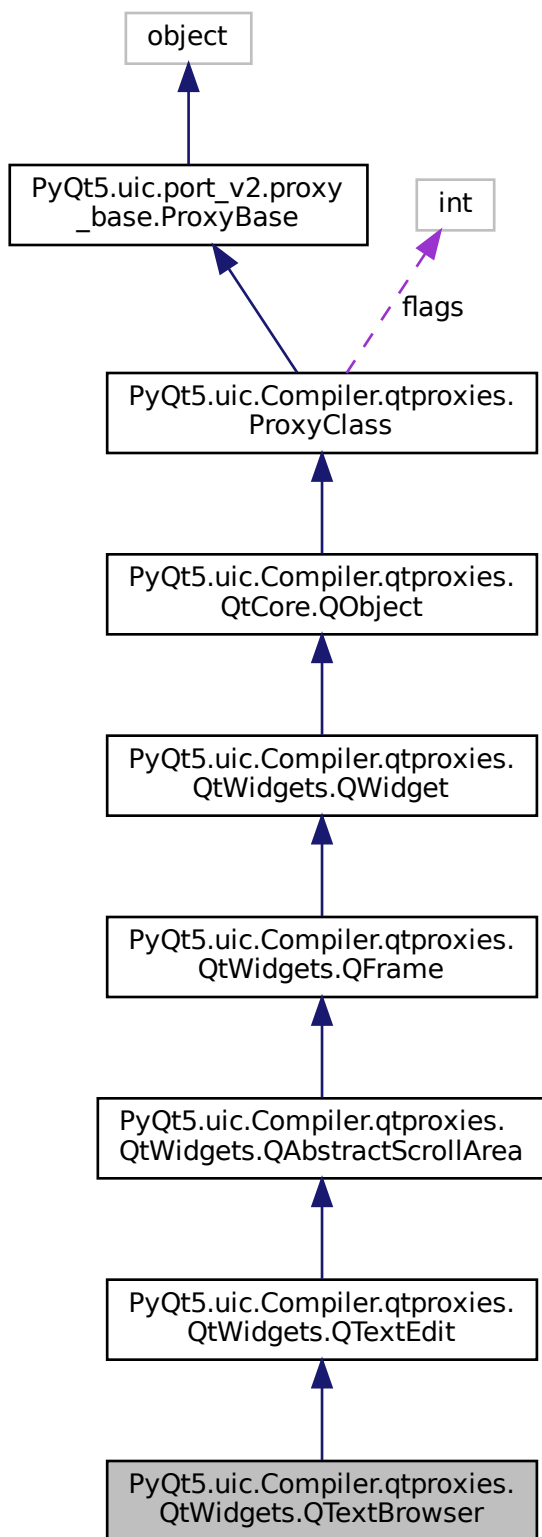 object
PyQt5.uic.port_v2.proxy
_base.ProxyBase
int
flags
PyQt5.uic.Compiler.qtproxies.
ProxyClass
PyQt5.uic.Compiler.qtproxies.
QtCore.QObject
PyQt5.uic.Compiler.qtproxies.
QtWidgets.QWidget
PyQt5.uic.Compiler.qtproxies.
QtWidgets.QFrame
PyQt5.uic.Compiler.qtproxies.
QtWidgets.QAbstractScrollArea
PyQt5.uic.Compiler.qtproxies.
QtWidgets.QTextEdit
PyQt5.uic.Compiler.qtproxies.
QtWidgets.QTextBrowser